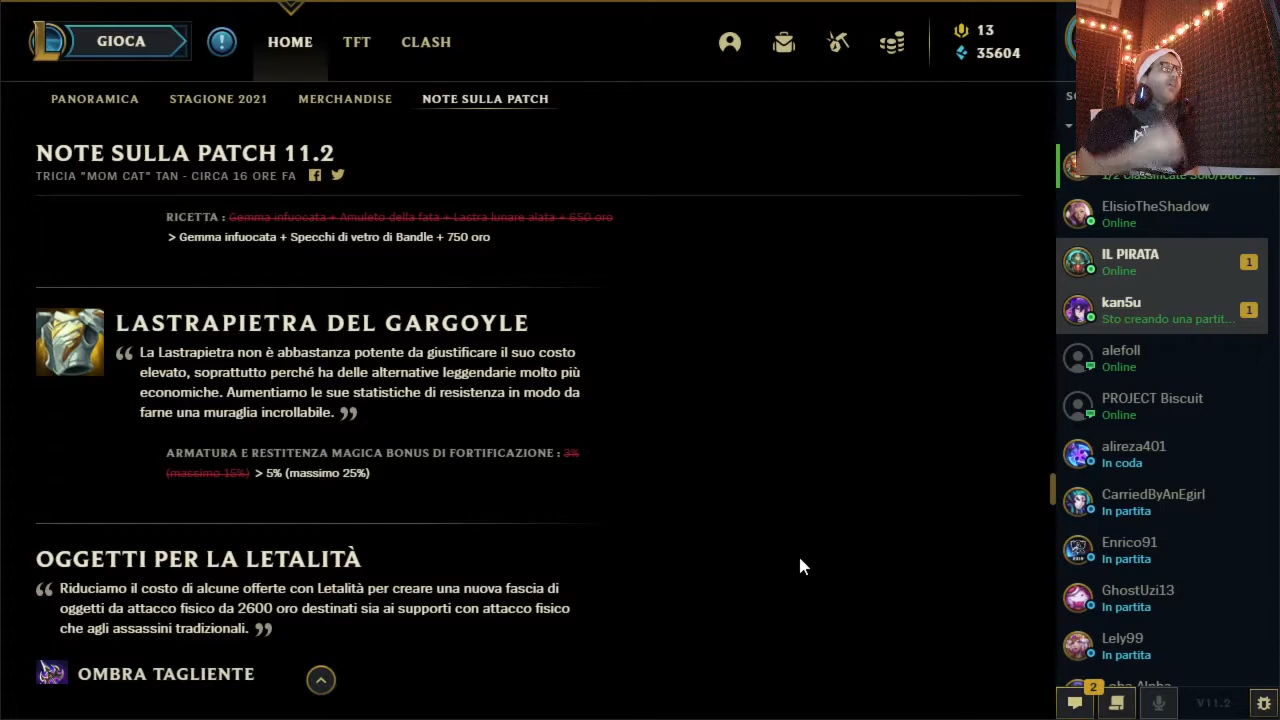 GIOCA
HOME
TFT
CLASH
13
35604
PANORAMICA
STAGIONE 2021
MERCHANDISE
NOTE SULLA PATCH
NOTE SULLA PATCH 11.2
TRICIA "MOM CAT" TAN - CIRCA 16 ORE FA
RICETTA : Gemma infuocata + Amuleto della fata + Lastra lunare alata + 650 oro
> Gemma infuocata + Specchi di vetro di Bandle + 750 oro
LASTRAPIETRA DEL GARGOYLE
La Lastrapietra non è abbastanza potente da giustificare il suo costo
elevato, soprattutto perché ha delle alternative leggendarie molto più
economiche. Aumentiamo le sue statistiche di resistenza in modo da
farne una muraglia incrollabile.
ARMATURA E RESTITENZA MAGICA BONUS DI FORTIFICAZIONE : 3%
(massimo 15%) > 5% (massimo 25%)
OGGETTI PER LA LETALITÀ
Riduciamo il costo di alcune offerte con Letalità per creare una nuova fascia di
oggetti da attacco fisico da 2600 oro destinati sia ai supporti con attacco fisico
che agli assassini tradizionali.
OMBRA TAGLIENTE
1/2 Classificate Solo/Duo ...
ElisioTheShadow
Online
IL PIRATA
Online
1
kan5u
Sto creando una partit...
1
alefoll
Online
PROJECT Biscuit
Online
alireza401
In coda
CarriedByAnEgirl
In partita
Enrico91
In partita
GhostUzi13
In partita
Lely99
In partita
2
V11.2